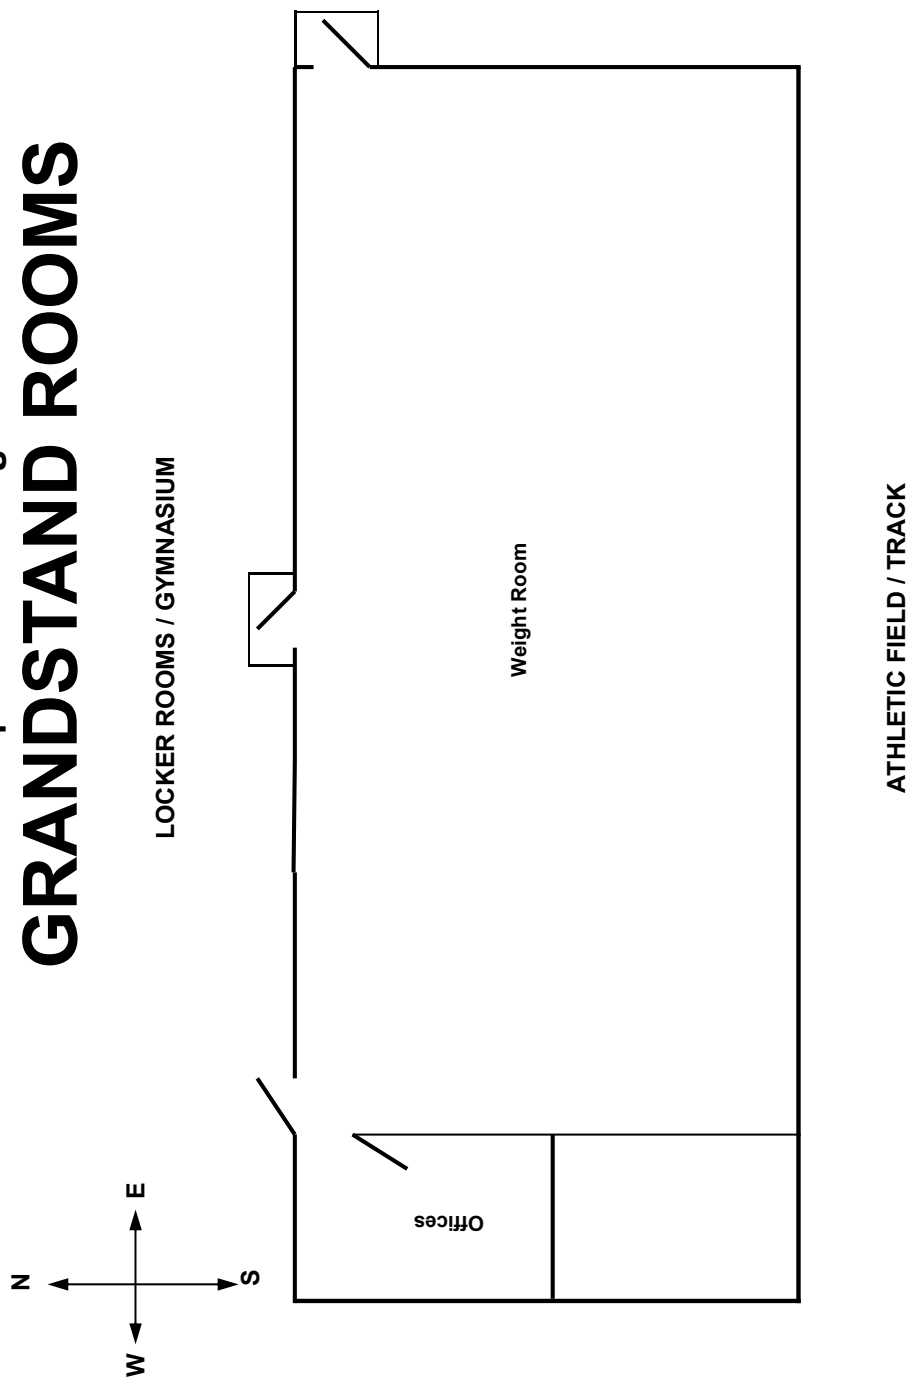 GRANDSTAND ROOMS
LOCKER ROOMS / GYMNASIUM
Weight Room
Offices
ATHLETIC FIELD / TRACK
N
W
E
S